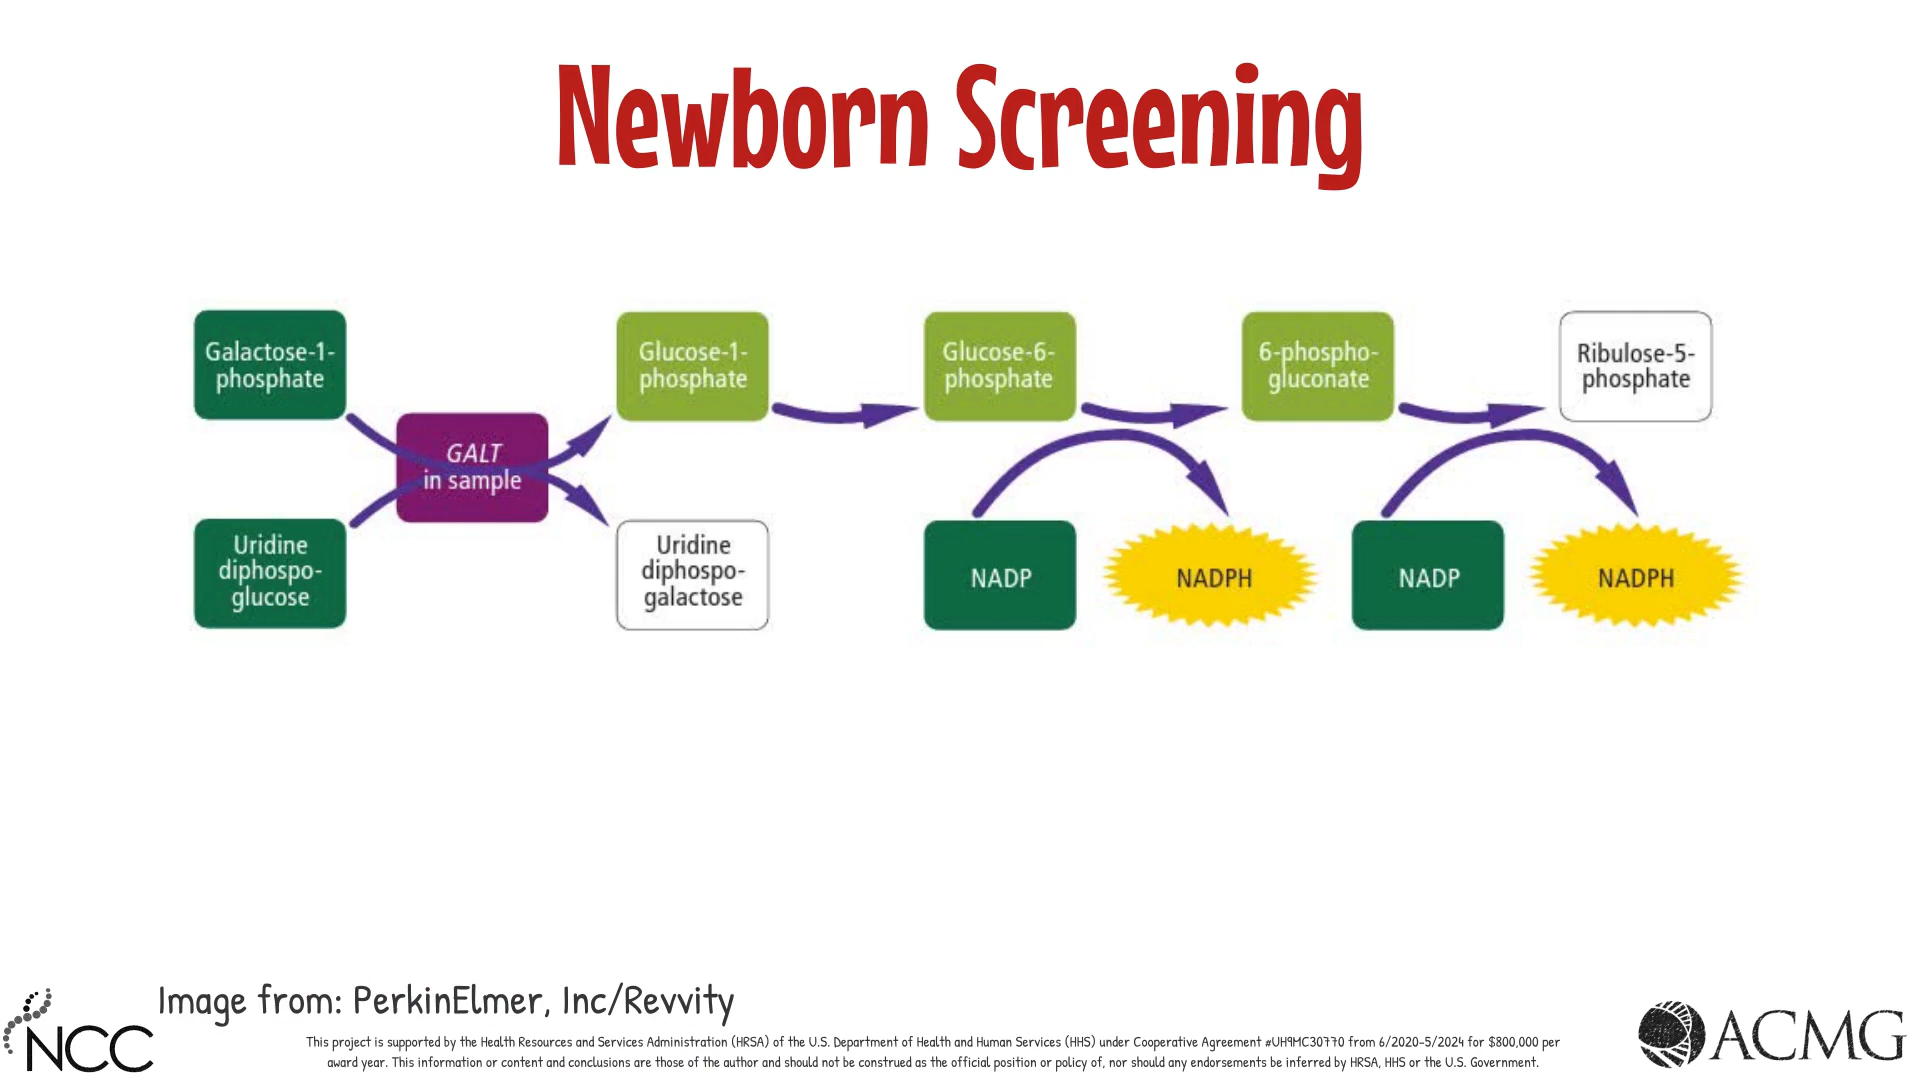 Newborn Screening
Galactose-1-
phosphate
GALT
in sample
Uridine
diphospo-
glucose
Glucose-1-
phosphate
Uridine
diphospo-
galactose
Glucose-6-
phosphate
6-phospho-
gluconate
Ribulose-5-
phosphate
NADP
NADPH
NADP
NADPH
Image from: PerkinElmer, Inc/Revvity
NCC
This project is supported by the Health Resources and Services Administration (HRSA) of the U.S. Department of Health and Human Services (HHS) under Cooperative Agreement #UH9MC30770 from 6/2020-5/2024 for $800,000 per
award year. This information or content and conclusions are those of the author and should not be construed as the official position or policy of, nor should any endorsements be inferred by HRSA, HHS or the U.S. Government.
ACMG